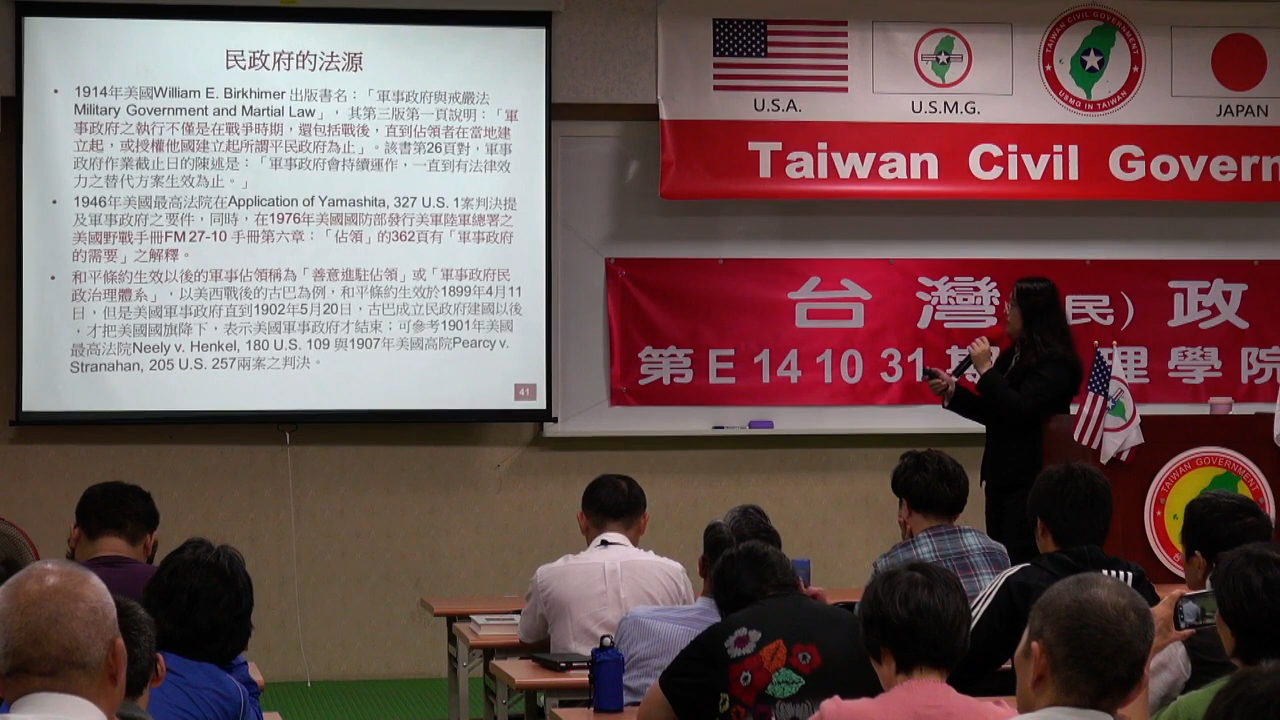 民政府的法源
• 1914年美國William E. Birkhimer 出版書名：「軍事政府與戒嚴法
Military Government and Martial Law」，其第三版第一頁說明：「軍
事政府之執行不僅是在戰爭時期，還包括戰後，直到佔領者在當地建
立起，或授權他國建立起所謂平民政府為止」。該書第26頁對，軍事
政府作業截止日的陳述是：「軍事政府會持續運作，一直到有法律效
力之替代方案生效為止。」
• 1946年美國最高法院在Application of Yamashita, 327 U.S. 1案判決提
及軍事政府之要件，同時，在1976年美國國防部發行美軍陸軍總署之
美國野戰手冊FM 27-10 手冊第六章：「佔領」的362頁有「軍事政府
的需要」之解釋。
• 和平條約生效以後的軍事佔領稱為「善意進駐佔領」或「軍事政府民
政治理體系」，以美西戰後的古巴為例，和平條約生效於1899年4月11
日，但是美國軍事政府直到1902年5月20日，古巴成立民政府建國以後
，才把美國國旗降下，表示美國軍事政府才結束；可參考1901年美國
最高法院Neely v. Henkel, 180 U.S. 109 與1907年美國高院Pearcy v.
Stranahan, 205 U.S. 257兩案之判決。
41
U.S.A.
U.S.M.G.
TAIWAN CIVIL GOVERNMENT
USMG IN TAIWAN
JAPAN
Taiwan Civil Govern
台灣 民）政
第E 14 10 31 理學院
TAIWAN GOVERNMENT